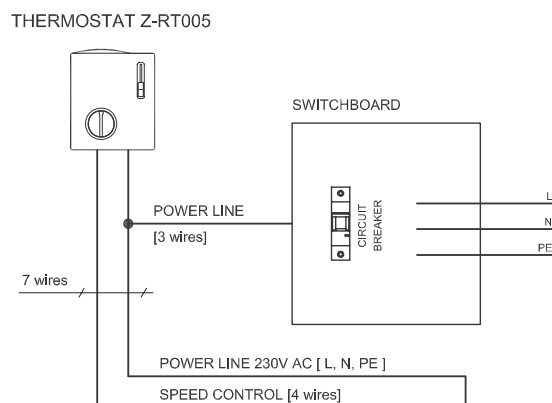 THERMOSTAT Z-RT005
SWITCHBOARD
L
POWER LINE
CIRCUIT
BREAKER
N
[3 wires]
PE
7 wires
POWER LINE 230V AC [ L, N, PE ]
SPEED CONTROL [4 wires]